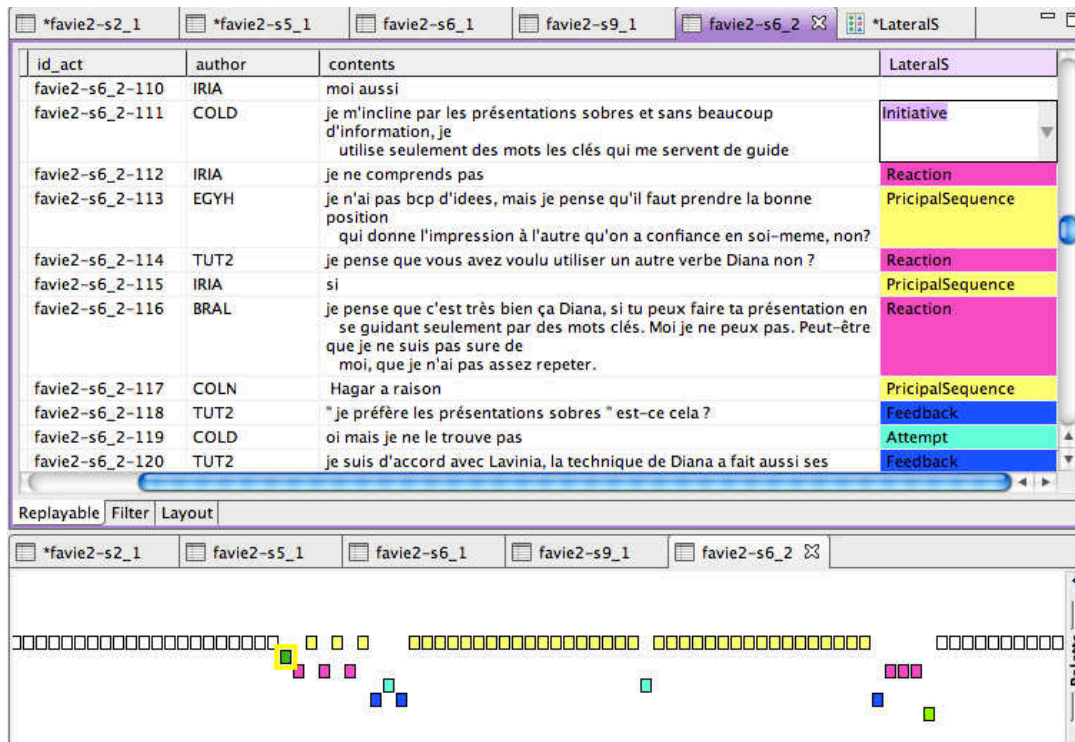 *favie2-s2_1 *favie2-s5_1 favie2-s6_1 favie2-s9_1 favie2-s6_2 *LateralS
id_act author contents LateralS
favie2-s6_2-110 IRIA moi aussi
favie2-s6_2-111 COLD je m'incline par les présentations sobres et sans beaucoup Initiative
d'information, je
utilise seulement des mots les clés qui me servent de guide
favie2-s6_2-112 IRIA je ne comprends pas Reaction
favie2-s6_2-113 EGYH je n'ai pas bcp d'idees, mais je pense qu'il faut prendre la bonne PricipalSequence
position
qui donne l'impression à l'autre qu'on a confiance en soi-meme, non?
favie2-s6_2-114 TUT2 je pense que vous avez voulu utiliser un autre verbe Diana non ? Reaction
favie2-s6_2-115 IRIA si PricipalSequence
favie2-s6_2-116 BRAL je pense que c'est très bien ça Diana, si tu peux faire ta présentation en Reaction
se guidant seulement par des mots clés. Moi je ne peux pas. Peut-être
que je ne suis pas sure de
moi, que je n'ai pas assez repeter.
favie2-s6_2-117 COLN Hagar a raison PricipalSequence
favie2-s6_2-118 TUT2 " je préfère les présentations sobres " est-ce cela ? Feedback
favie2-s6_2-119 COLD oi mais je ne le trouve pas Attempt
favie2-s6_2-120 TUT2 je suis d'accord avec Lavinia, la technique de Diana a fait aussi ses Feedback
Replayable Filter Layout
*favie2-s2_1 favie2-s5_1 favie2-s6_1 favie2-s9_1 favie2-s6_2
Palette